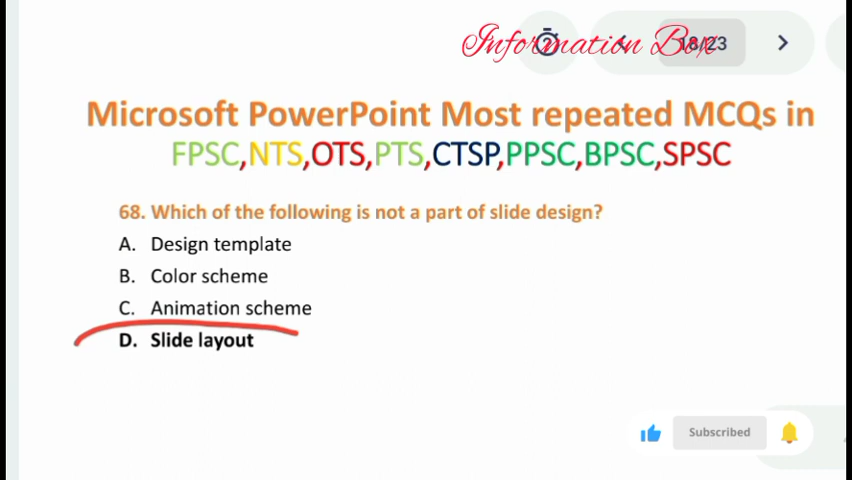 Information Box
18/23
Microsoft PowerPoint Most repeated MCQs in
FPSC,NTS,OTS,PTS,CTSP,PPSC,BPSC,SPSC
68. Which of the following is not a part of slide design?
A. Design template
B. Color scheme
C. Animation scheme
D. Slide layout
Subscribed